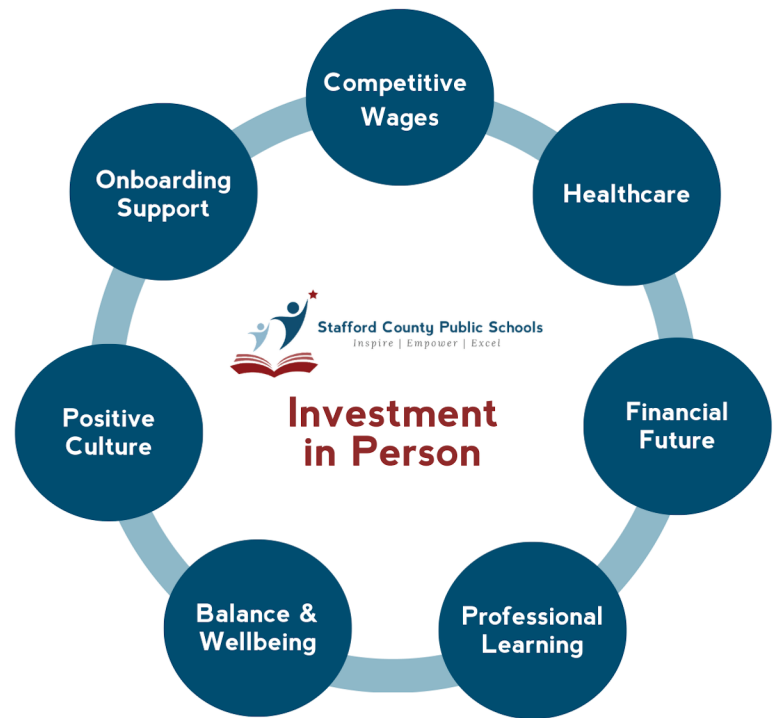 Competitive
Wages
Healthcare
Financial
Future
Professional
Learning
Balance &
Wellbeing
Positive
Culture
Onboarding
Support
Stafford County Public Schools
Inspire | Empower | Excel
Investment
in Person